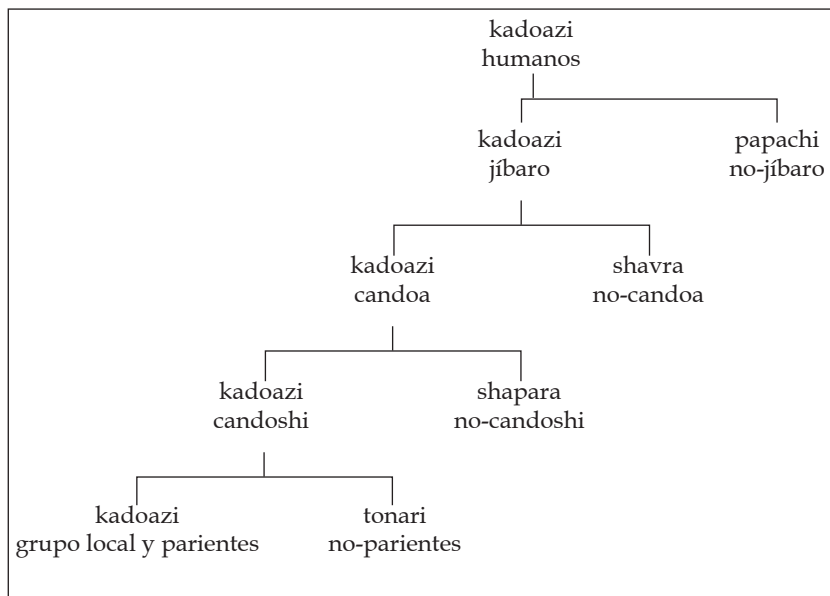 kadoazi
humanos
kadoazi
jíbaro
papachi
no-jíbaro
kadoazi
candoa
shavra
no-candoa
kadoazi
candoshi
shapara
no-candoshi
kadoazi
grupo local y parientes
tonari
no-parientes